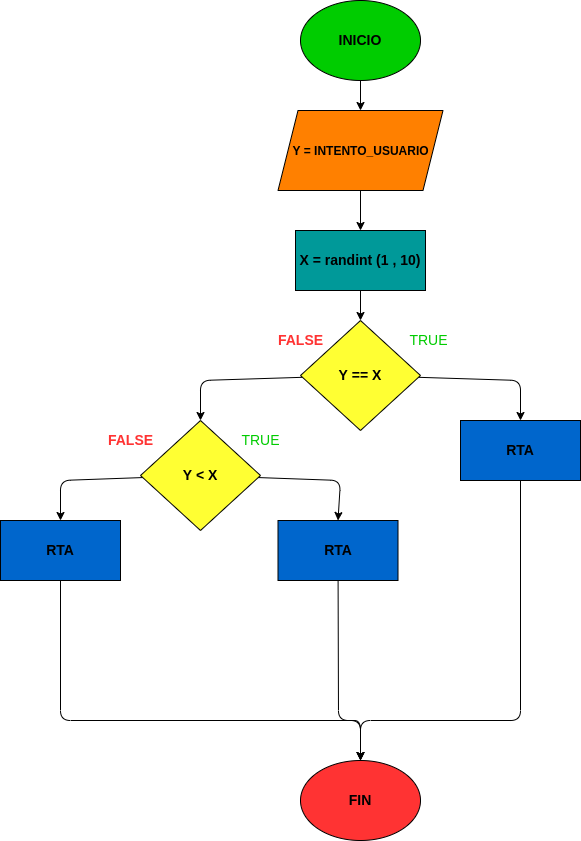 INICIO
Y = INTENTO_USUARIO
X = randint (1 , 10)
FALSE
TRUE
Y == X
FALSE
TRUE
RTA
Y < X
RTA
RTA
FIN